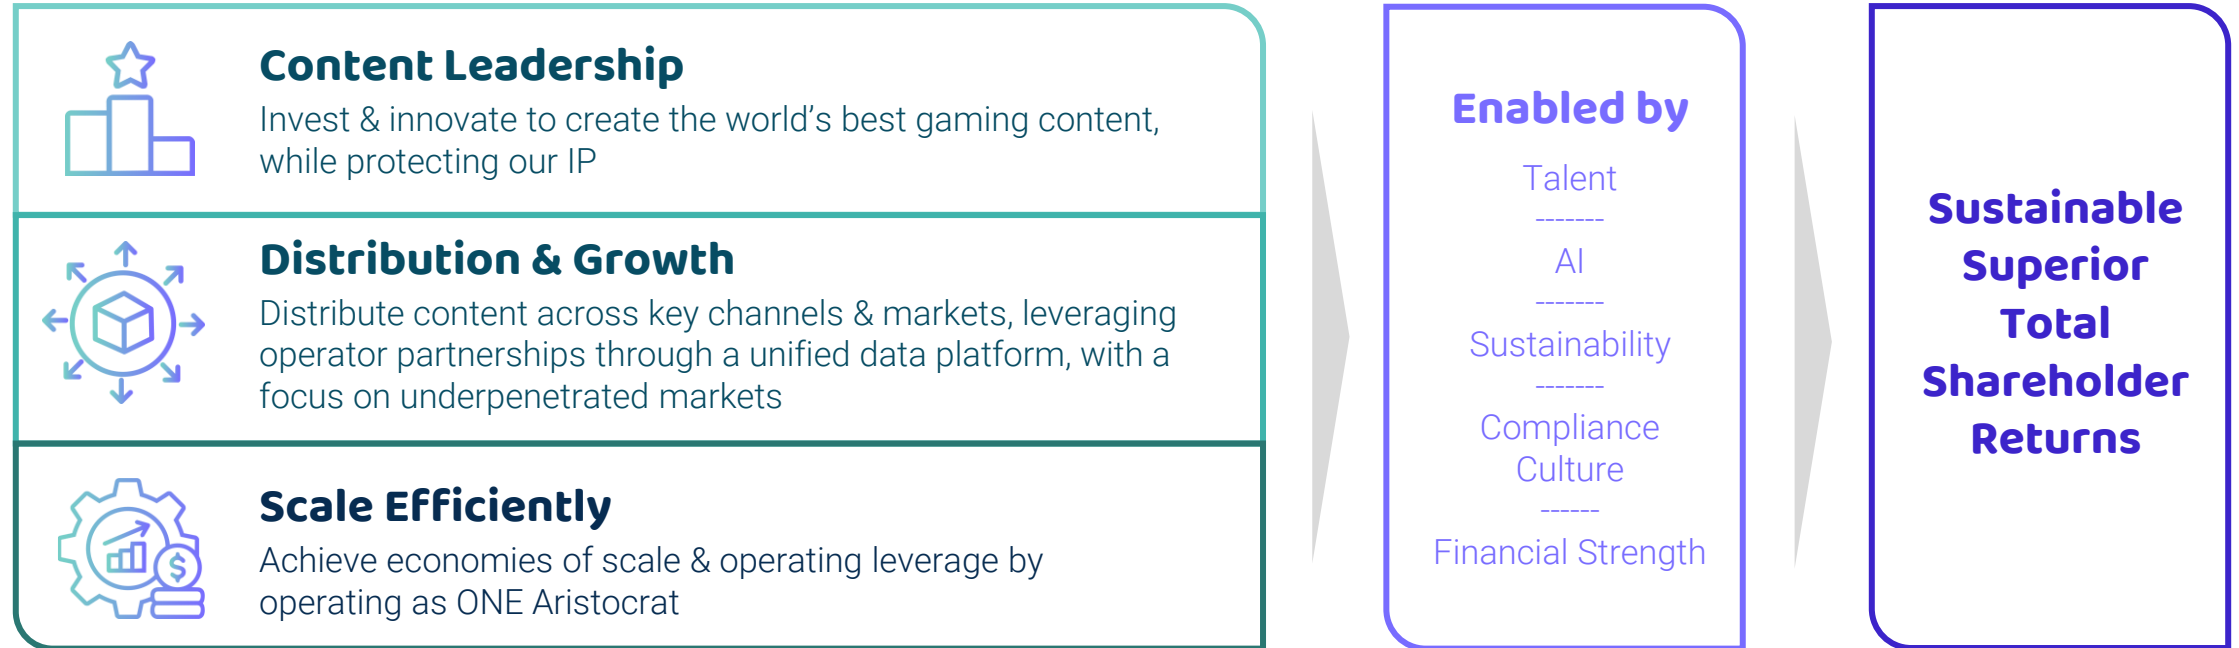 Content Leadership
Invest & innovate to create the world's best gaming content,
while protecting our IP
Distribution & Growth
Distribute content across key channels & markets, leveraging
operator partnerships through a unified data platform, with a
focus on underpenetrated markets
Scale Efficiently
Achieve economies of scale & operating leverage by
operating as ONE Aristocrat
Enabled by
Talent
-------
AI
-------
Sustainability
-------
Compliance
Culture
------
Financial Strength
Sustainable
Superior
Total
Shareholder
Returns
$